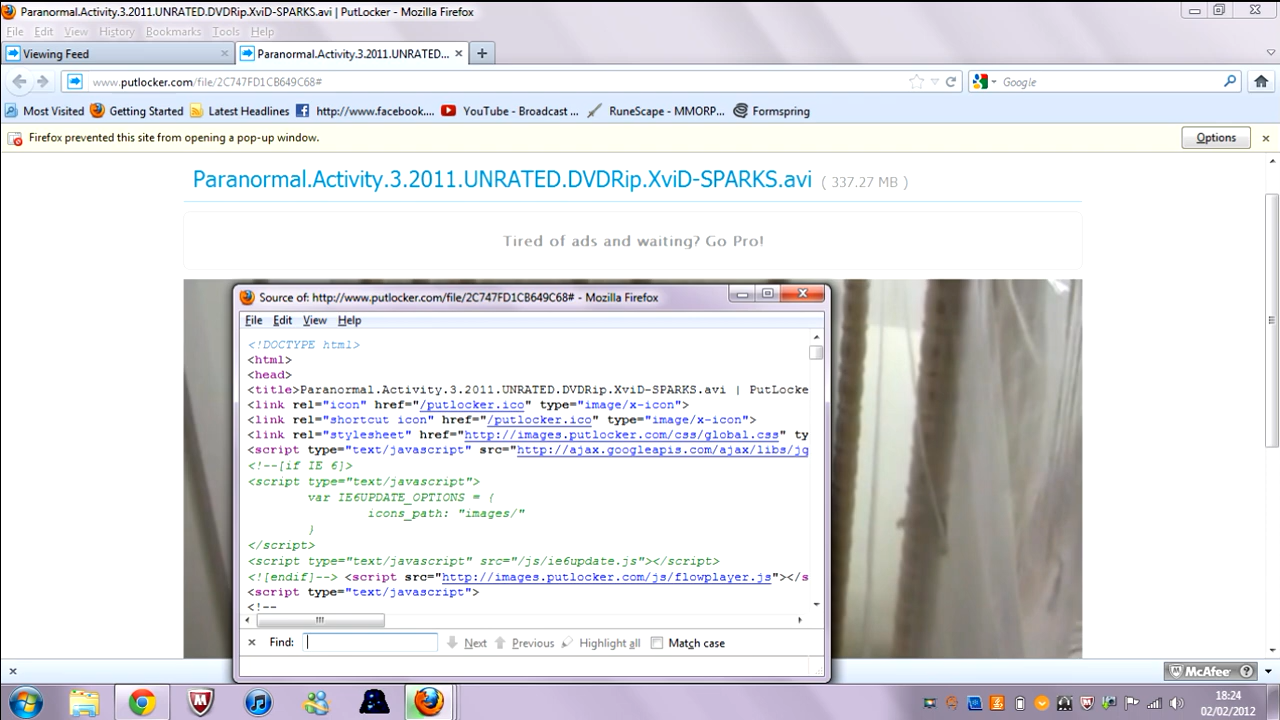 Paranormal.Activity.3.2011.UNRATED.DVDRip.XviD-SPARKS.avi | PutLocker - Mozilla Firefox
File Edit View History Bookmarks Tools Help
Viewing Feed
Paranormal.Activity.3.2011.UNRATED...
www.putlocker.com/file/2C747FD1CB649C68#
Google
Most Visited
Getting Started
Latest Headlines
http://www.facebook....
YouTube - Broadcast ...
RuneScape - MMORP...
Formspring
Firefox prevented this site from opening a pop-up window.
Options
Paranormal.Activity.3.2011.UNRATED.DVDRip.XviD-SPARKS.avi ( 337.27 MB )
Tired of ads and waiting? Go Pro!
Source of: http://www.putlocker.com/file/2C747FD1CB649C68# - Mozilla Firefox
File Edit View Help
<!DOCTYPE html>
<html>
<head>
<title>Paranormal.Activity.3.2011.UNRATED.DVDRip.XviD-SPARKS.avi | PutLocke
<link rel="icon" href="/putlocker.ico" type="image/x-icon">
<link rel="shortcut icon" href="/putlocker.ico" type="image/x-icon">
<link rel="stylesheet" href="http://images.putlocker.com/css/global.css" ty
<script type="text/javascript" src="http://ajax.googleapis.com/ajax/libs/jq
<!--[if IE 6]>
<script type="text/javascript">
var IE6UPDATE_OPTIONS = {
icons_path: "images/"
}
</script>
<script type="text/javascript" src="/js/ie6update.js"></script>
<![endif]--> <script src="http://images.putlocker.com/js/flowplayer.js"></s
<script type="text/javascript">
<!--
Find:
Next
Previous
Highlight all
Match case
McAfee
18:24
02/02/2012